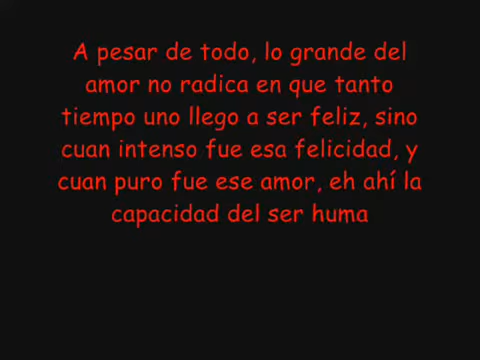 A pesar de todo, lo grande del
amor no radica en que tanto
tiempo uno llego a ser feliz, sino
cuan intenso fue esa felicidad, y
cuan puro fue ese amor, eh ahí la
capacidad del ser huma